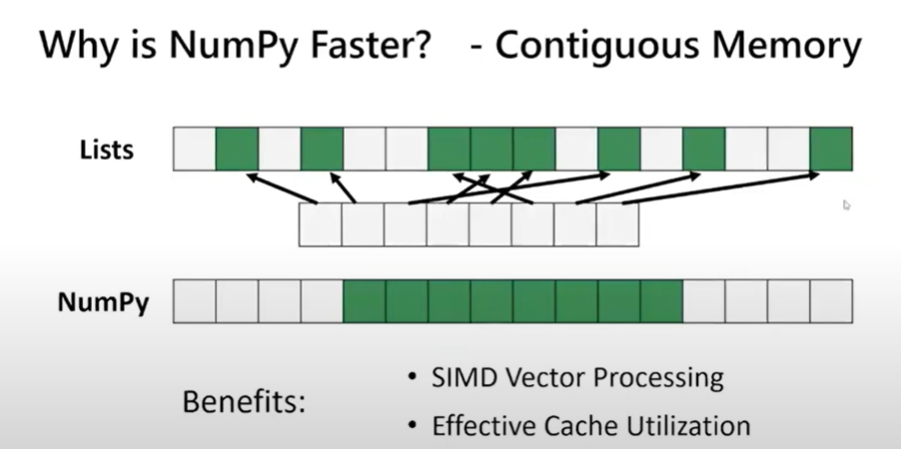 Why is NumPy Faster? - Contiguous Memory
Lists
NumPy
Benefits:
• SIMD Vector Processing
• Effective Cache Utilization